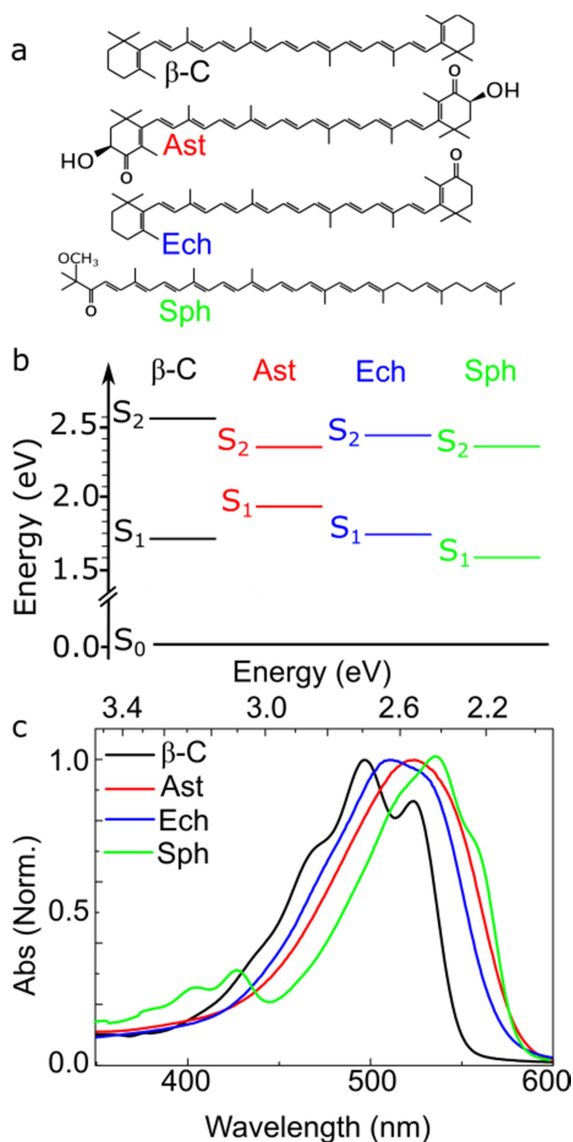 a
β-C
O
OH
HO
O
Ast
O
Ech
OCH3
O
Sph
b
β-C Ast Ech Sph
S2 S2 S2 S2
S1 S1 S1 S1
S0
2.5
2.0
1.5
0.0
Energy (eV)
Energy (eV)
3.4 3.0 2.6 2.2
c
β-C
Ast
Ech
Sph
1.0
0.5
0.0
Abs (Norm.)
400 500 600
Wavelength (nm)